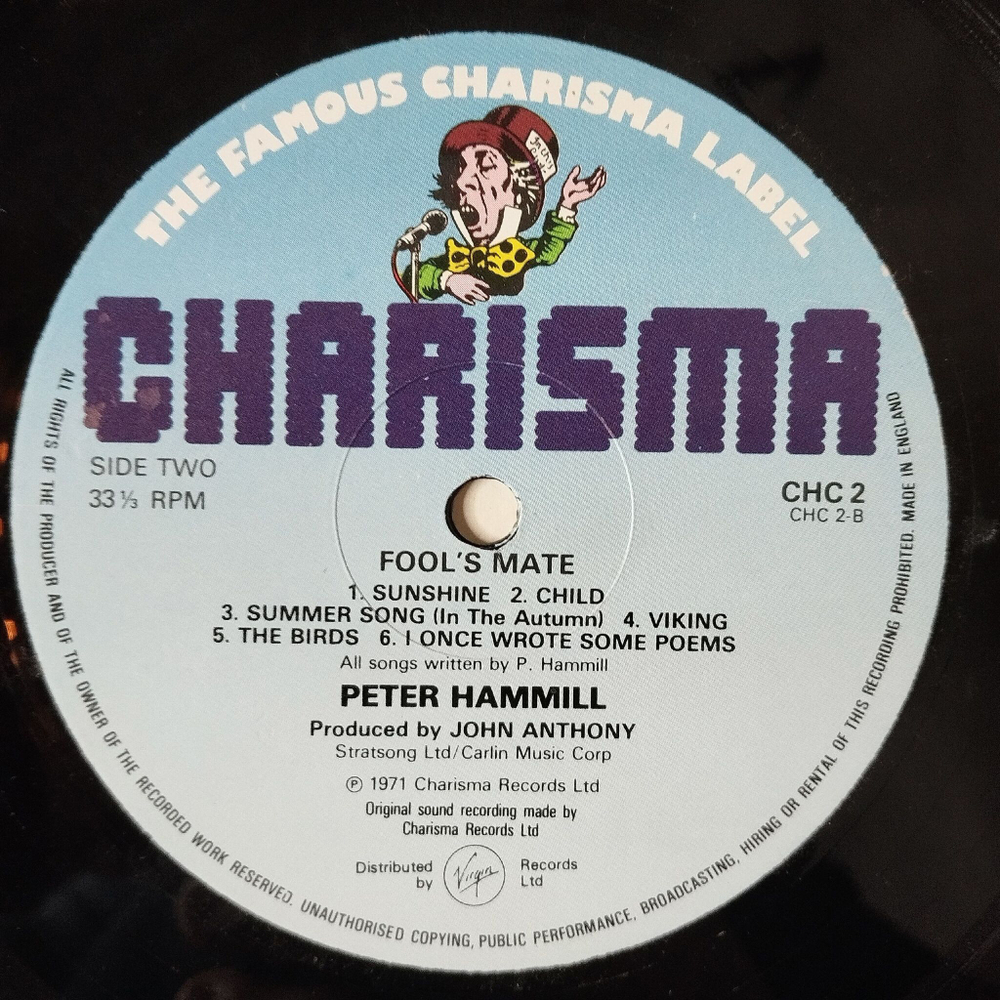 THE FAMOUS CHARISMA LABEL
CHARISMA
SIDE TWO
33⅓ RPM
CHC 2
CHC 2-B
FOOL'S MATE
1. SUNSHINE 2. CHILD
3. SUMMER SONG (In The Autumn) 4. VIKING
5. THE BIRDS 6. I ONCE WROTE SOME POEMS
All songs written by P. Hammill
PETER HAMMILL
Produced by JOHN ANTHONY
Stratsong Ltd/Carlin Music Corp
℗ 1971 Charisma Records Ltd
Original sound recording made by
Charisma Records Ltd
Distributed by Virgin Records Ltd
ALL RIGHTS OF THE PRODUCER AND OF THE OWNER OF THE RECORDED WORK RESERVED. UNAUTHORISED COPYING, PUBLIC PERFORMANCE, BROADCASTING, HIRING OR RENTAL OF THIS RECORDING PROHIBITED. MADE IN ENGLAND